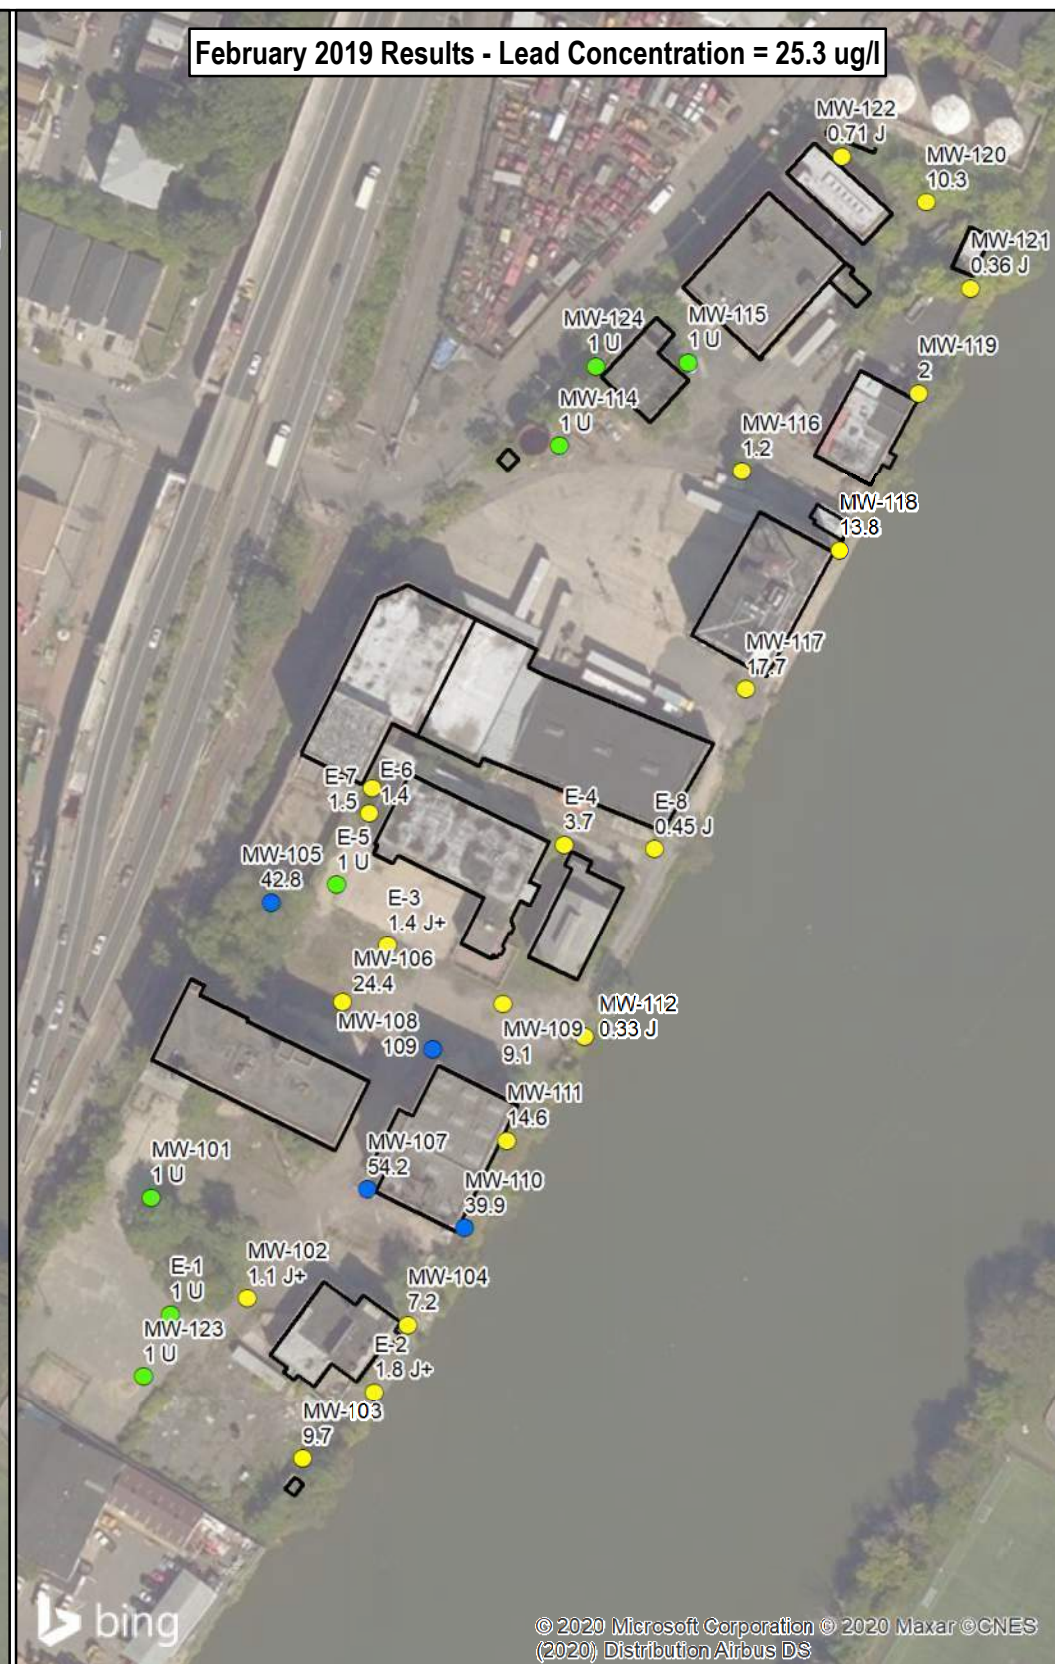 February 2019 Results - Lead Concentration = 25.3 ug/l
MW-122
0.71 J
MW-120
10.3
MW-121
0.36 J
MW-124
1 U
MW-115
1 U
MW-119
2
MW-114
1 U
MW-116
1.2
MW-118
13.8
MW-117
17.7
E-7
1.5
E-6
1.4
E-4
3.7
E-8
0.45 J
E-5
1 U
MW-105
42.8
E-3
1.4 J+
MW-106
24.4
MW-108
109
MW-109
9.1
MW-112
0.33 J
MW-111
14.6
MW-107
54.2
MW-110
39.9
MW-101
1 U
MW-102
1.1 J+
E-1
1 U
MW-104
7.2
MW-123
1 U
E-2
1.8 J+
MW-103
9.7
bing
© 2020 Microsoft Corporation © 2020 Maxar ©CNES
(2020) Distribution Airbus DS